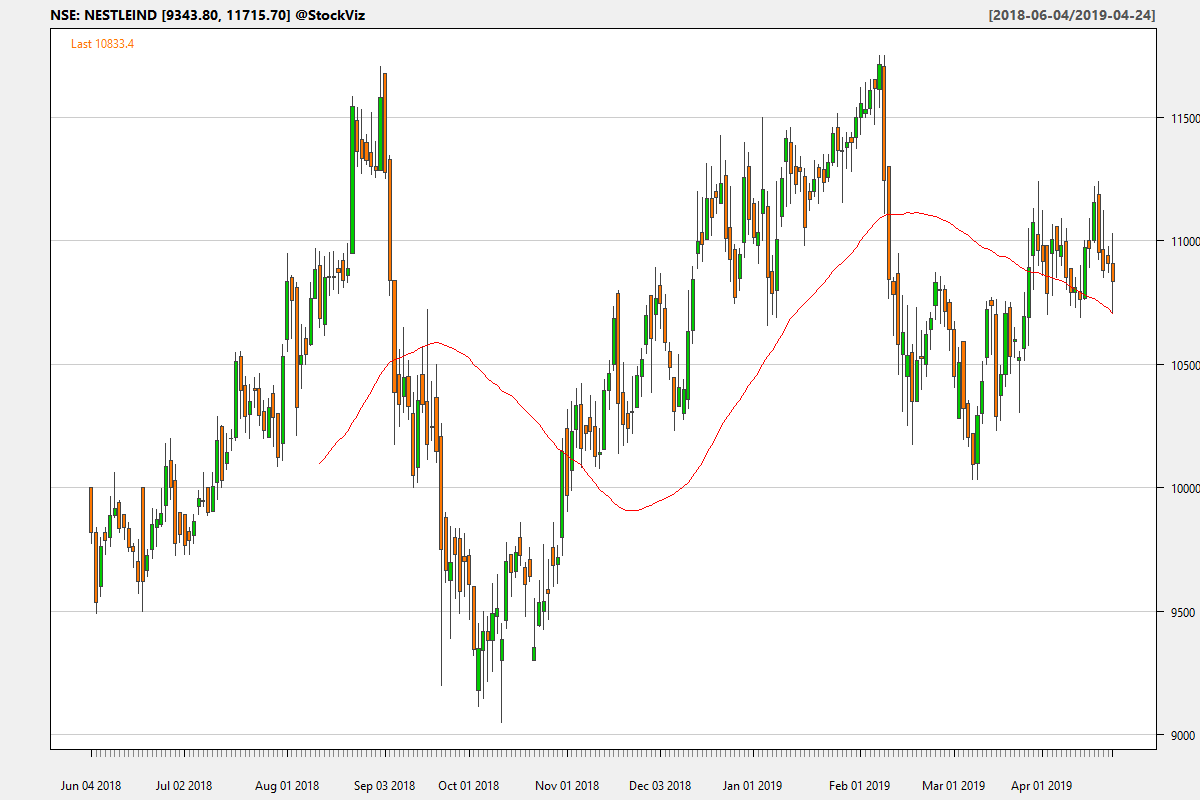 NSE: NESTLEIND [9343.80, 11715.70] @StockViz [2018-06-04/2019-04-24]
Last 10833.4
11500
11000
10500
10000
9500
9000
Jun 04 2018 Jul 02 2018 Aug 01 2018 Sep 03 2018 Oct 01 2018 Nov 01 2018 Dec 03 2018 Jan 01 2019 Feb 01 2019 Mar 01 2019 Apr 01 2019